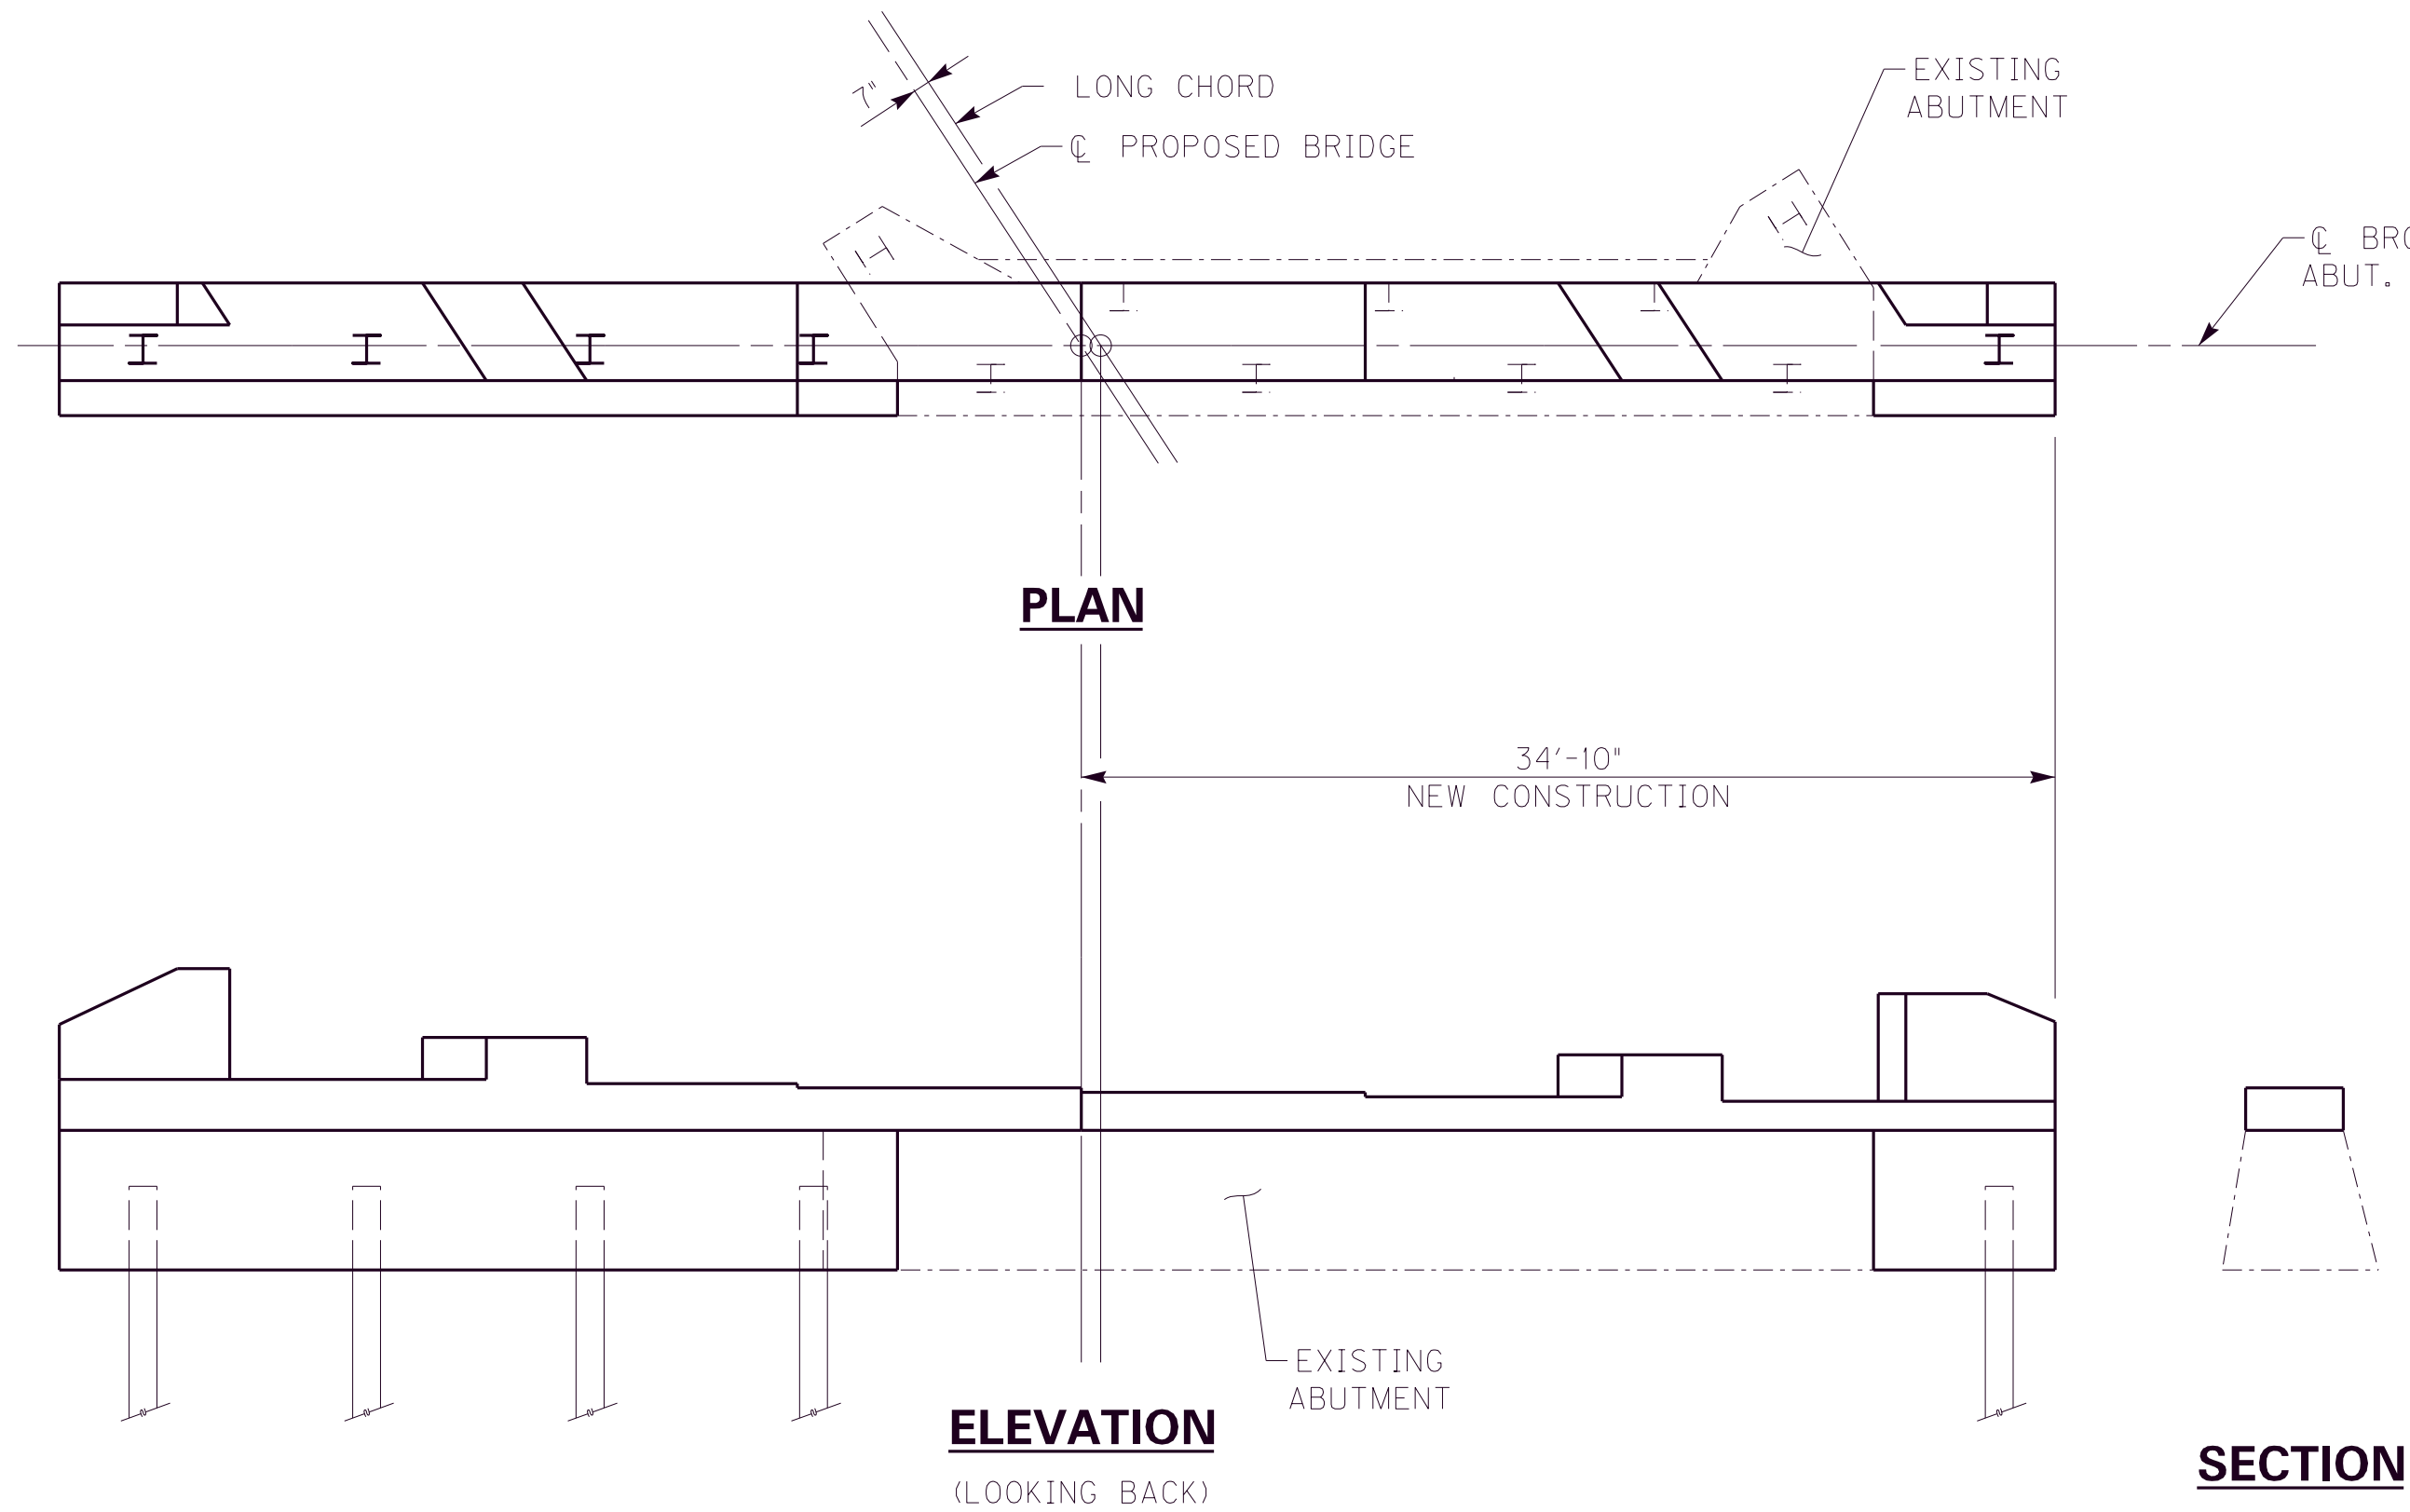 7"
LONG CHORD
℄ PROPOSED BRIDGE
EXISTING
ABUTMENT
℄ BRG
ABUT.
PLAN
34'-10"
NEW CONSTRUCTION
EXISTING
ABUTMENT
ELEVATION
(LOOKING BACK)
SECTION